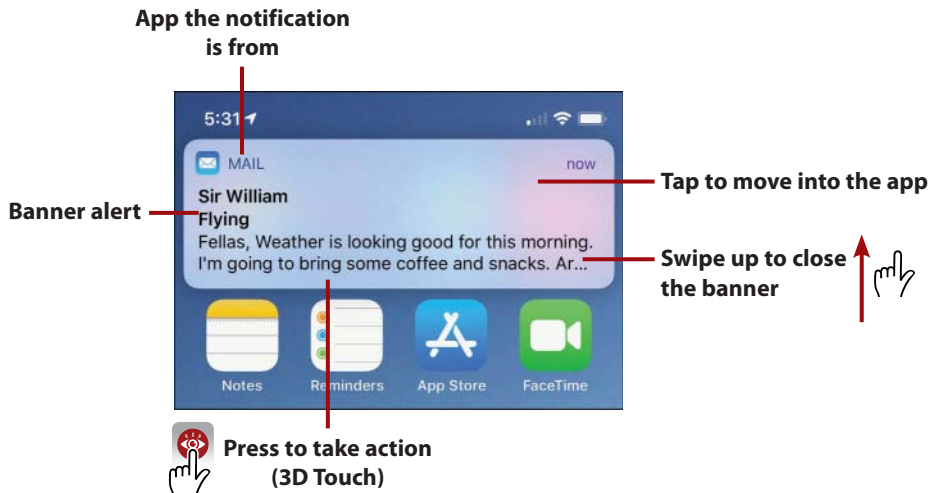 App the notification
is from
5:31
MAIL
now
Sir William
Flying
Fellas, Weather is looking good for this morning.
I'm going to bring some coffee and snacks. Ar...
Banner alert
Tap to move into the app
Swipe up to close
the banner
Notes
Reminders
App Store
FaceTime
Press to take action
(3D Touch)